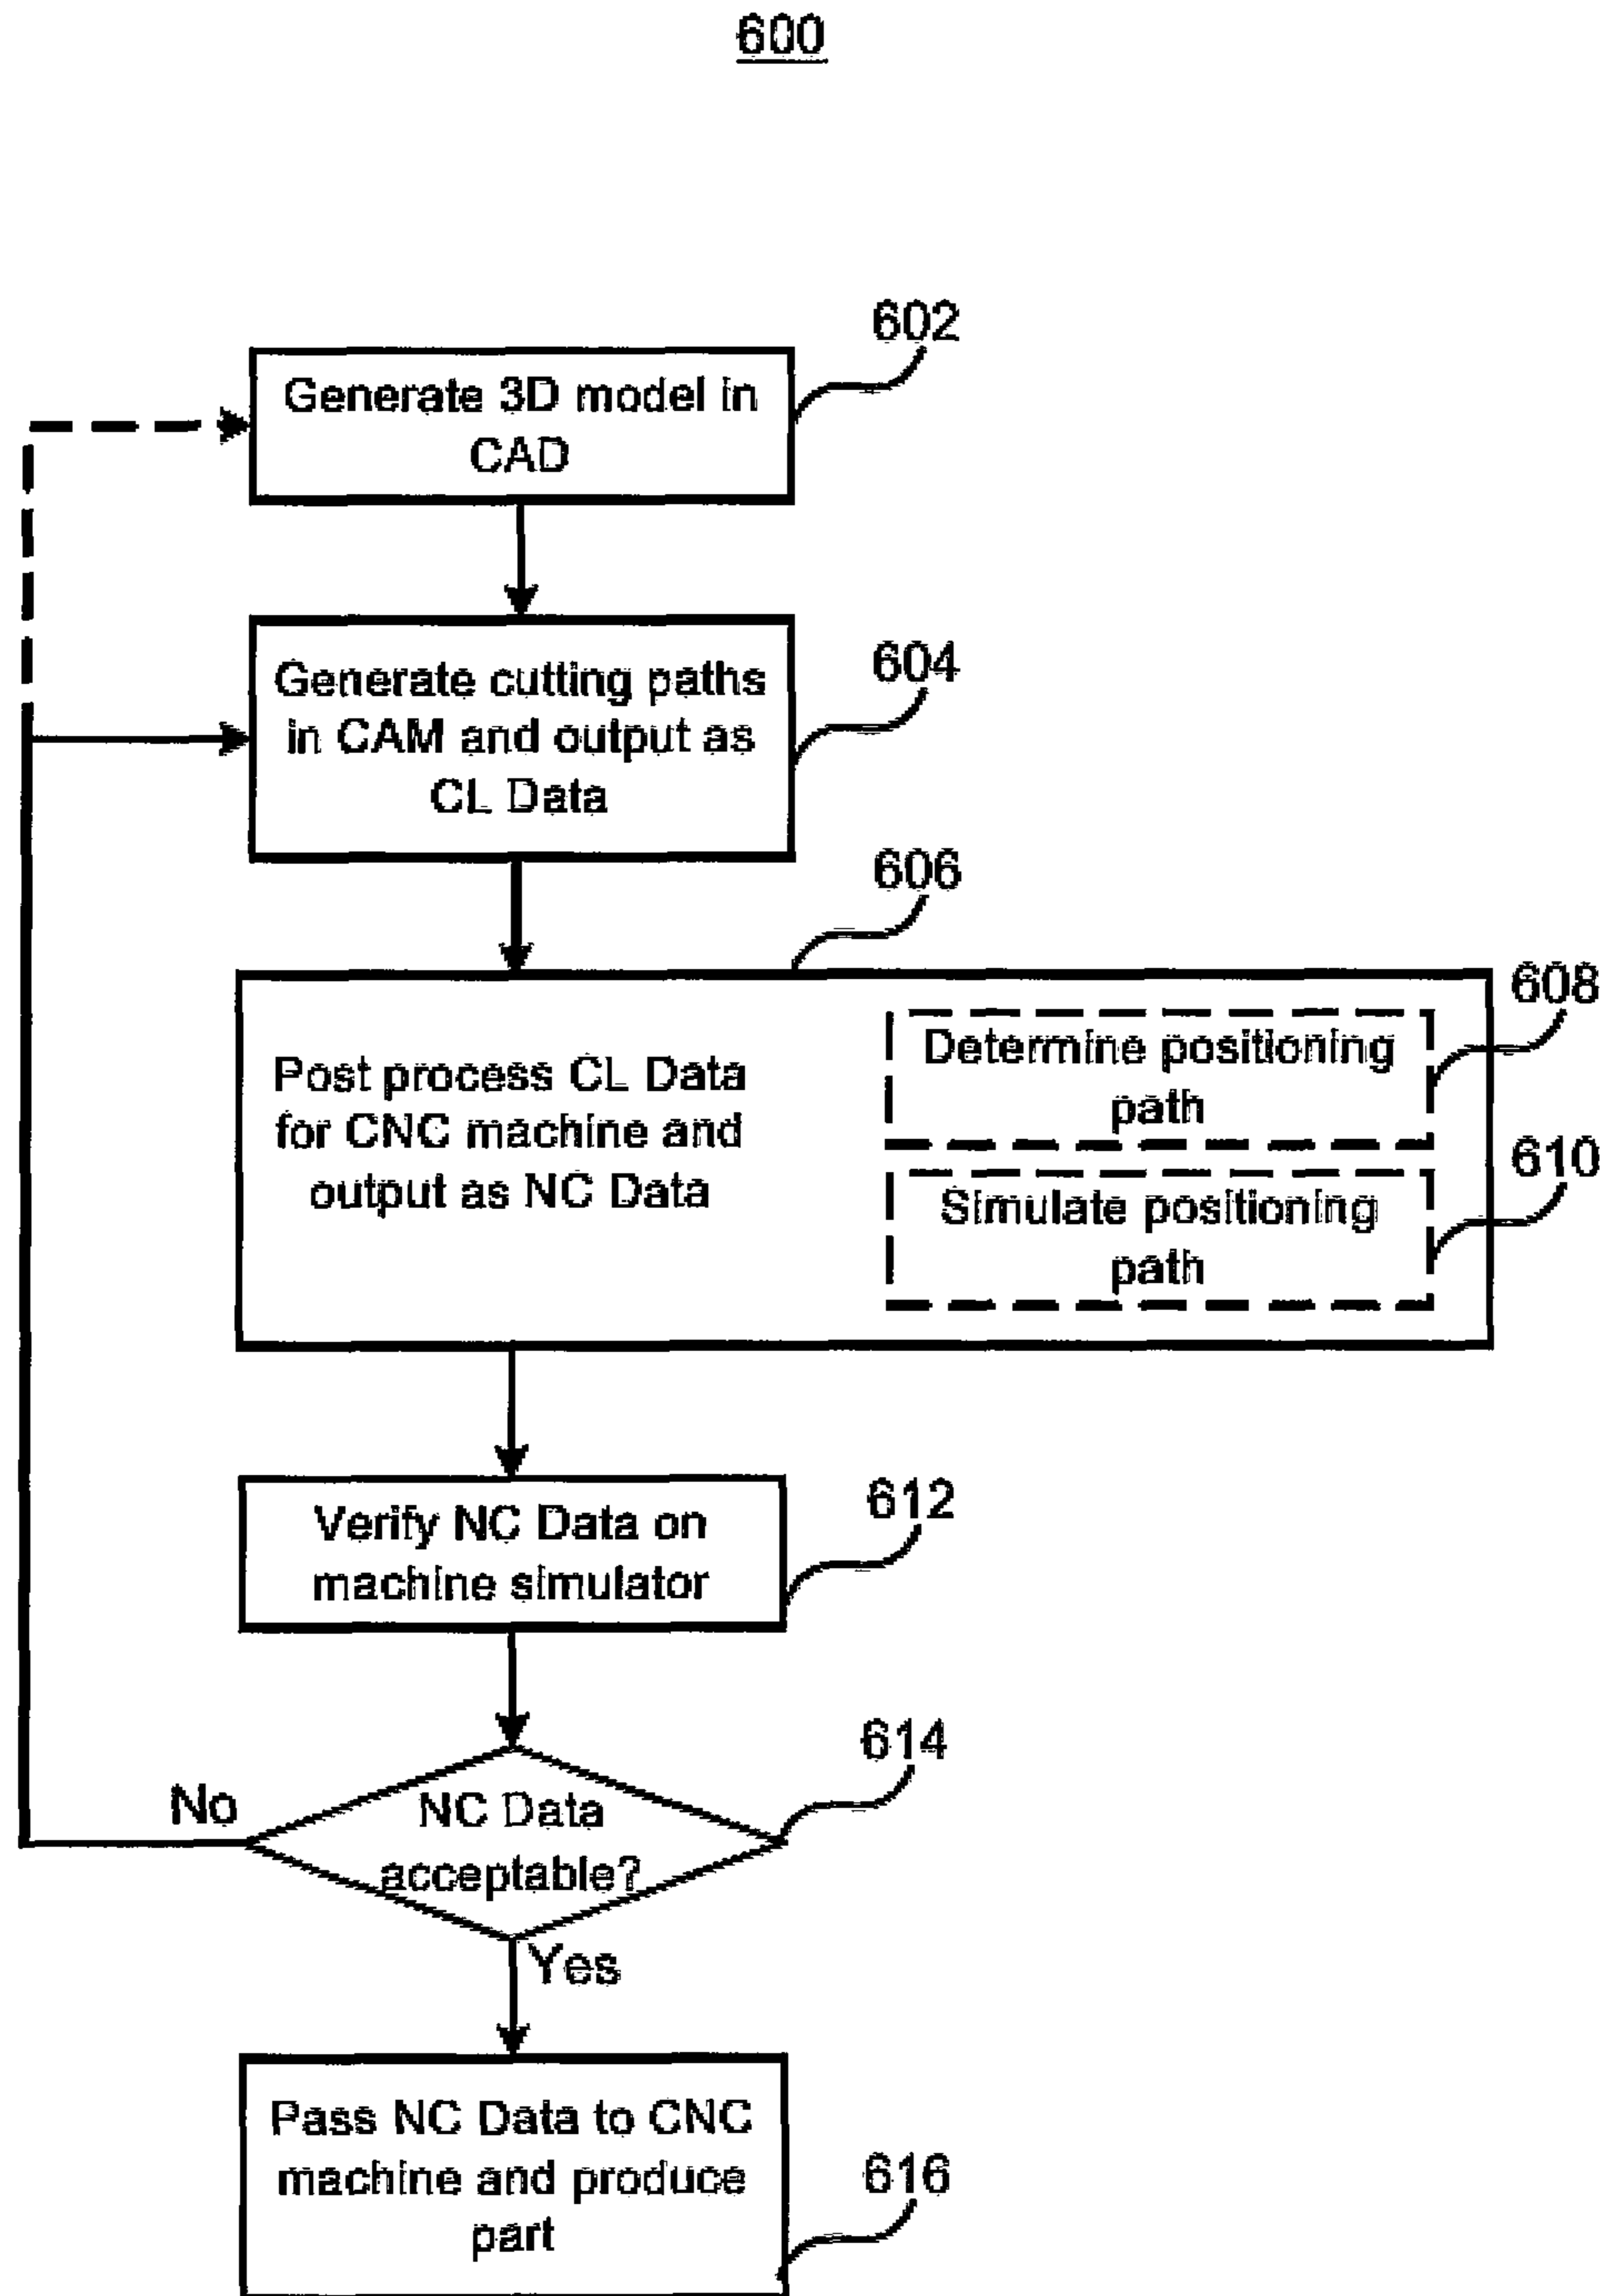 600
602
Generate 3D model in
CAD
604
Generate cutting paths
in CAM and output as
CL Data
606
608
Determine positioning
path
Post process CL Data
for CNC machine and
output as NC Data
610
Simulate positioning
path
612
Verify NC Data on
machine simulator
614
No
NC Data
acceptable?
Yes
Pass NC Data to CNC
machine and produce
part
616